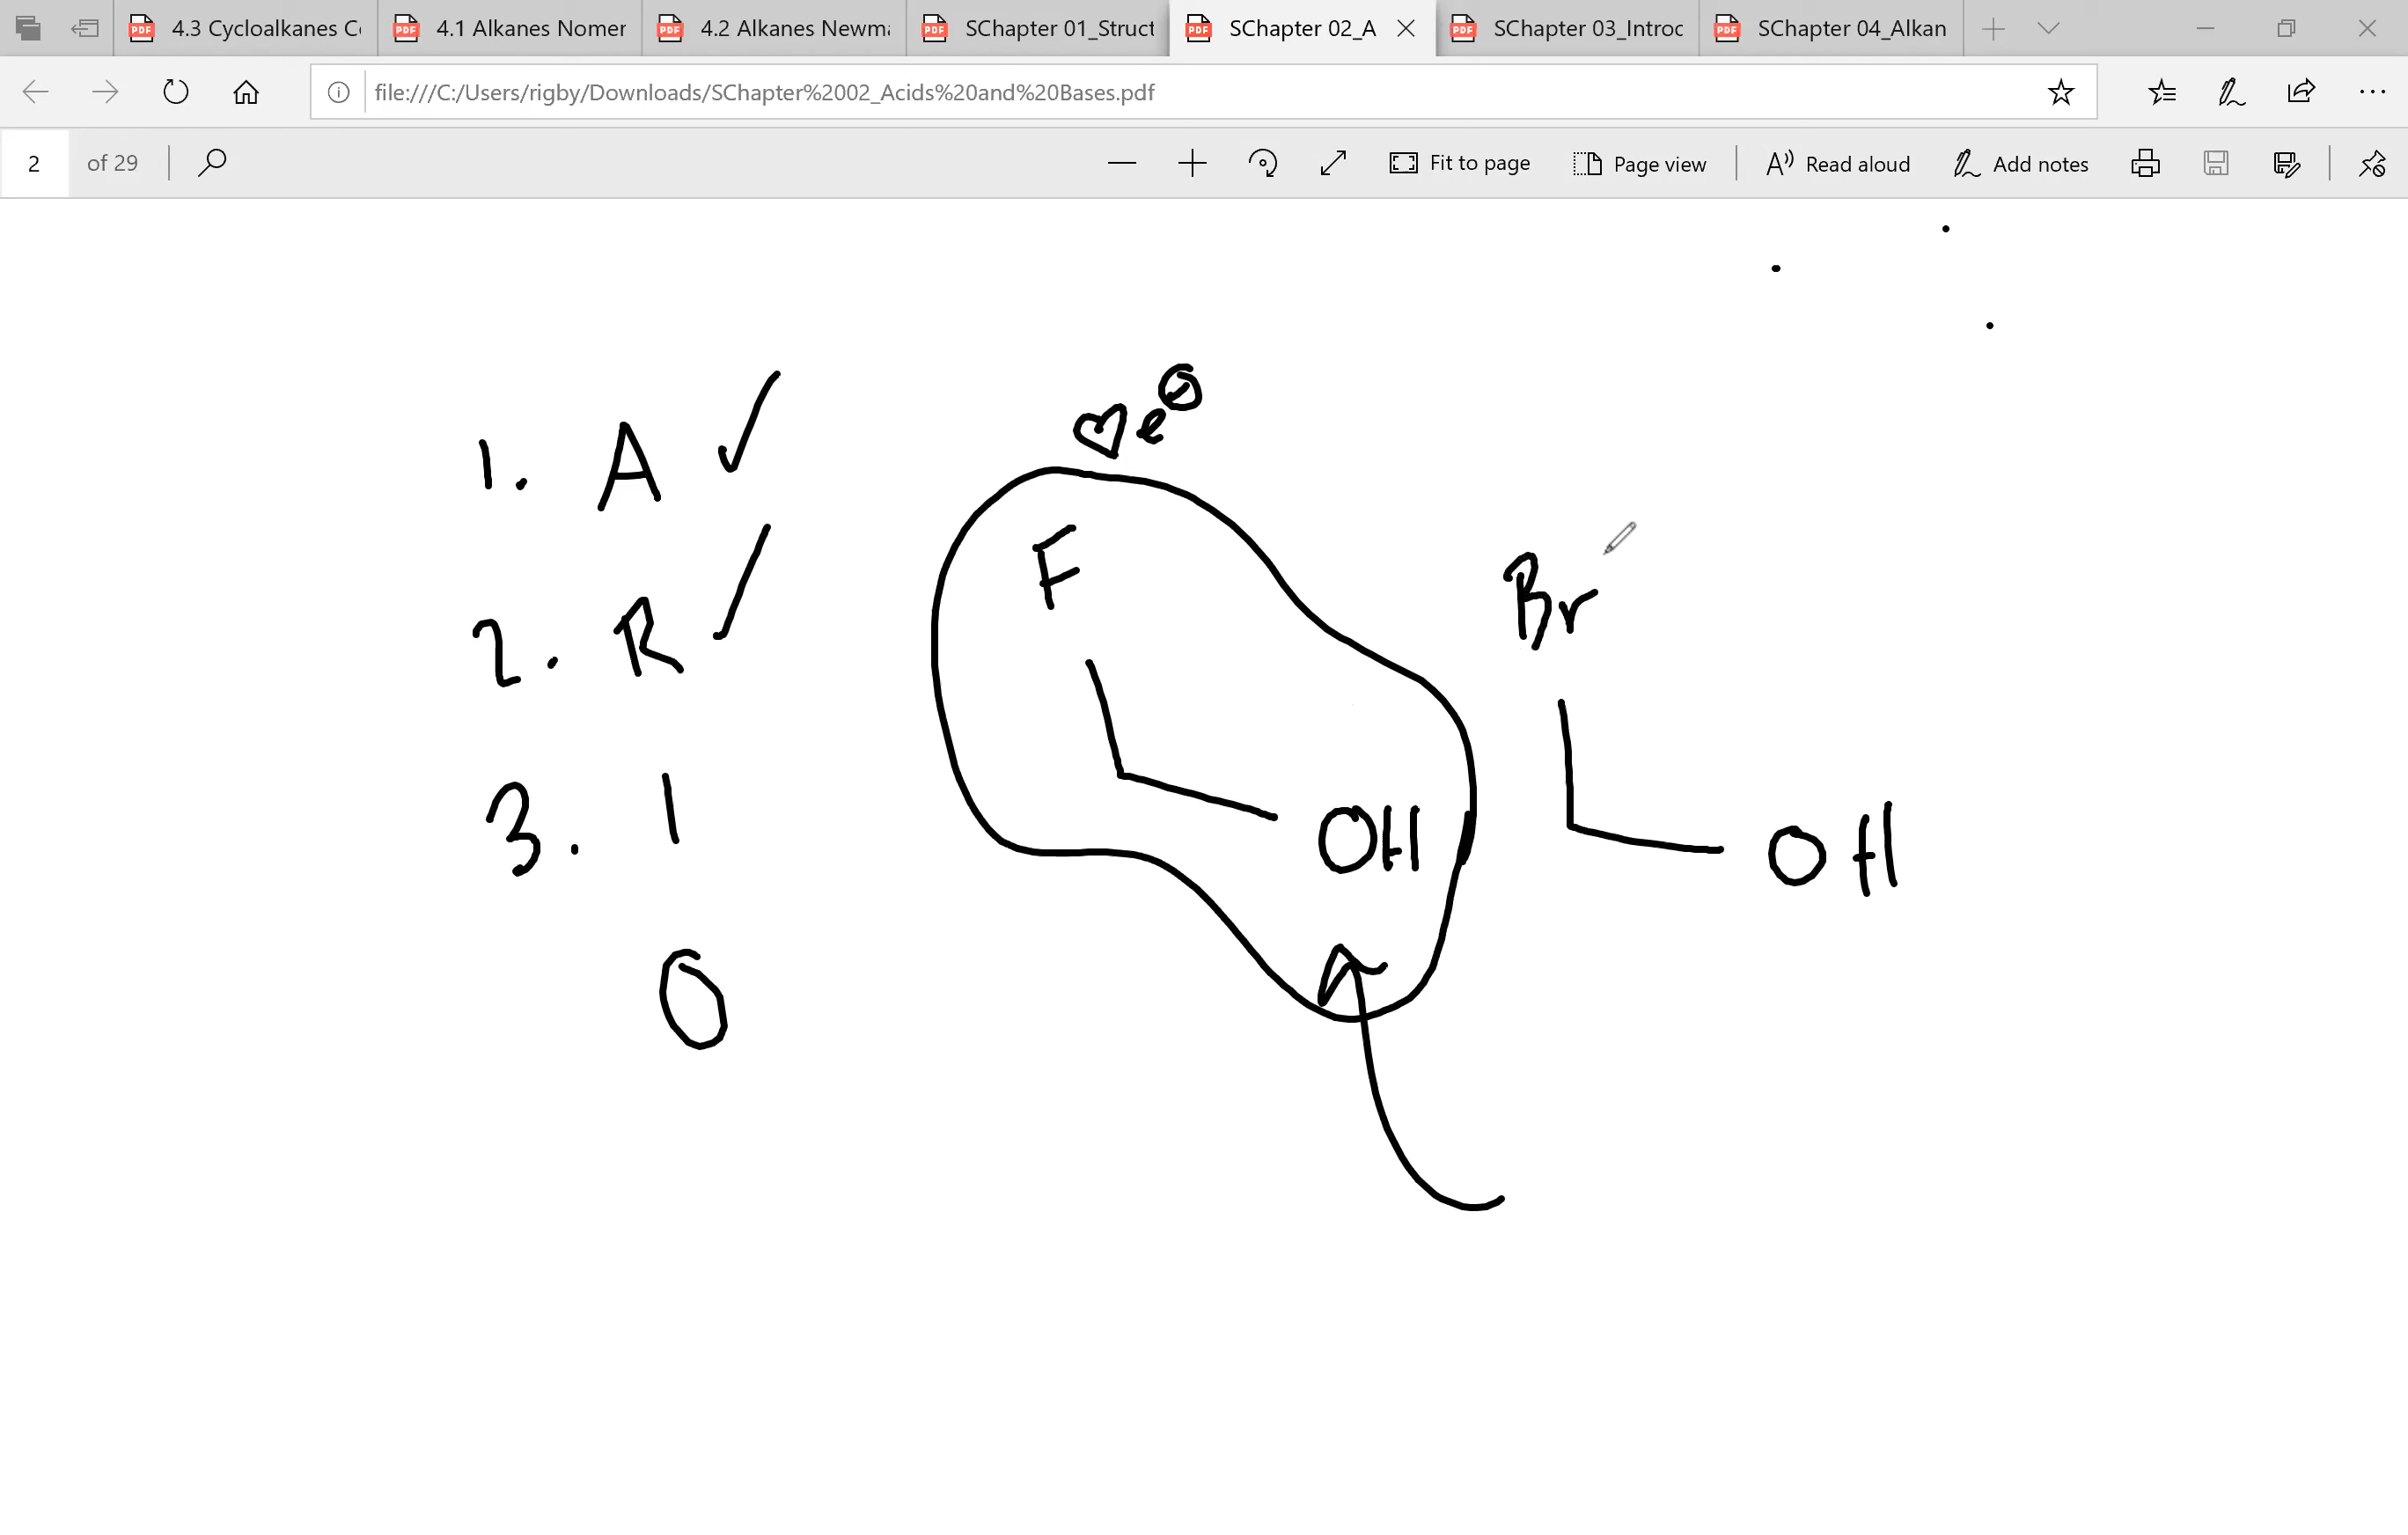 4.3 Cycloalkanes C
4.1 Alkanes Nomer
4.2 Alkanes Newm
SChapter 01_Struct
SChapter 02_A
SChapter 03_Introc
SChapter 04_Alkan
file:///C:/Users/rigby/Downloads/SChapter%2002_Acids%20and%20Bases.pdf
2 of 29
Fit to page
Page view
Read aloud
Add notes
1. A ✓
2. R
3. I
O
♡ e⊖
F
OH
Br
OH